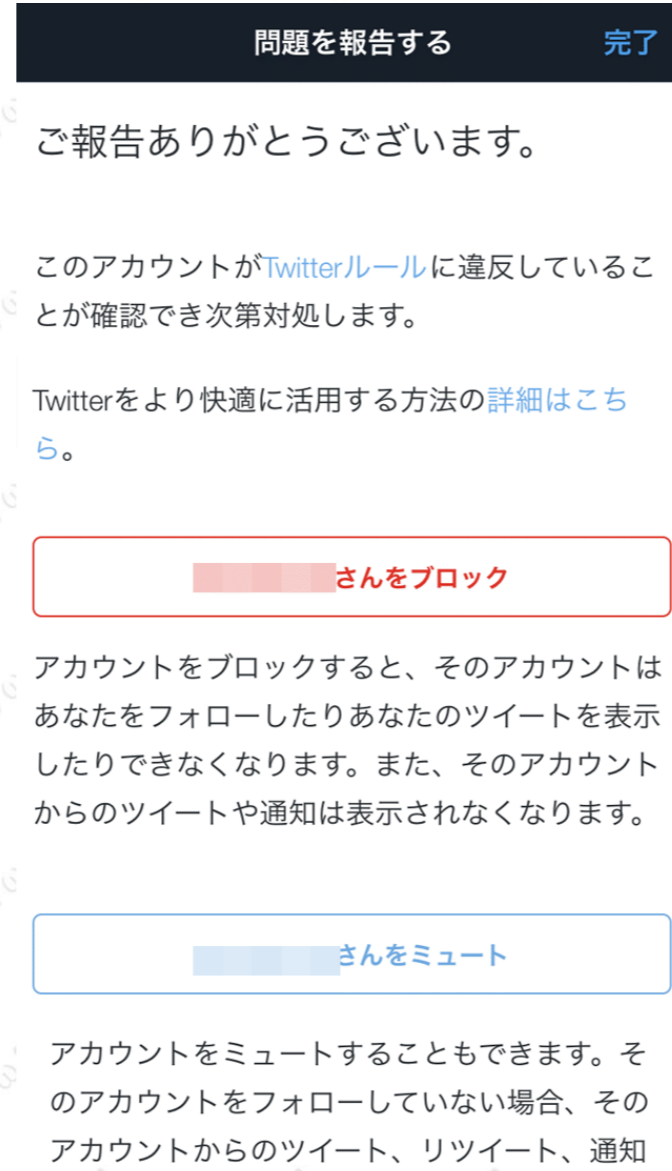 問題を報告する 完了
ご報告ありがとうございます。
このアカウントがTwitterルールに違反しているこ
とが確認でき次第対処します。
Twitterをより快適に活用する方法の詳細はこち
ら。
さんをブロック
アカウントをブロックすると、そのアカウントは
あなたをフォローしたりあなたのツイートを表示
したりできなくなります。また、そのアカウント
からのツイートや通知は表示されなくなります。
さんをミュート
アカウントをミュートすることもできます。そ
のアカウントをフォローしていない場合、その
アカウントからのツイート、リツイート、通知